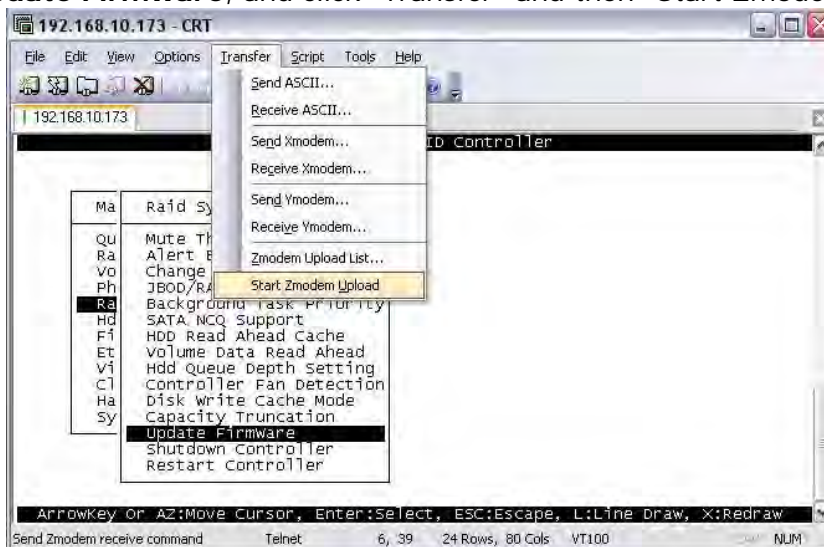 192.168.10.173 - CRT
File Edit View Options Transfer Script Tools Help
192.168.10.173
ID Controller
Send ASCII...
Receive ASCII...
Send Xmodem...
Receive Xmodem...
Send Ymodem...
Receive Ymodem...
Zmodem Upload List...
Start Zmodem Upload
Ma
Qu
Ra
Vo
Ph
Ra
Hd
Fi
Et
Vi
Cl
Ha
Sy
Raid Sy
Mute Th
Alert B
Change
JBOD/RA
Background Task Priority
SATA NCQ Support
HDD Read Ahead Cache
Volume Data Read Ahead
Hdd Queue Depth Setting
Controller Fan Detection
Disk Write Cache Mode
Capacity Truncation
Update FirmWare
Shutdown Controller
Restart Controller
ArrowKey Or AZ:Move Cursor, Enter:Select, ESC:Escape, L:Line Draw, X:Redraw
Send Zmodem receive command Telnet 6, 39 24 Rows, 80 Cols VT100 NUM